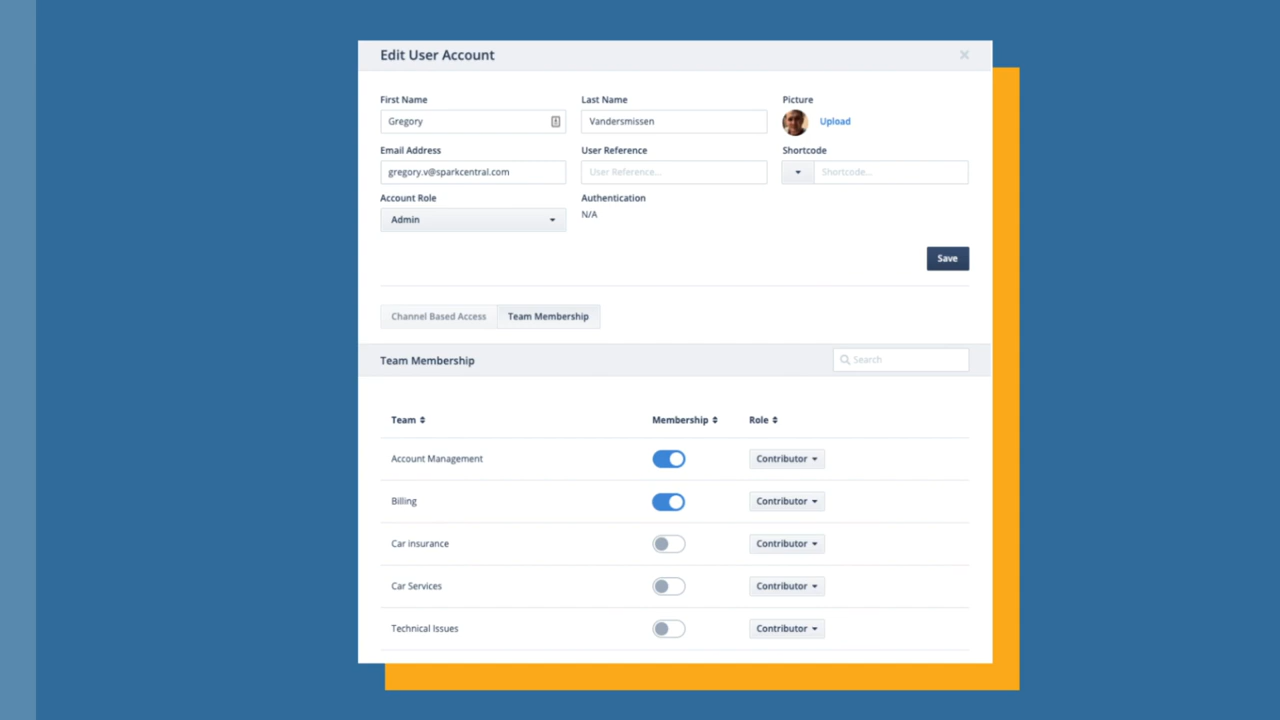 Edit User Account
First Name Last Name Picture
Gregory Vandersmissen Upload
Email Address User Reference Shortcode
gregory.v@sparkcentral.com User Reference... Shortcode...
Account Role Authentication
Admin N/A
Save
Channel Based Access Team Membership
Team Membership Search
Team Membership Role
Account Management Contributor
Billing Contributor
Car insurance Contributor
Car Services Contributor
Technical Issues Contributor